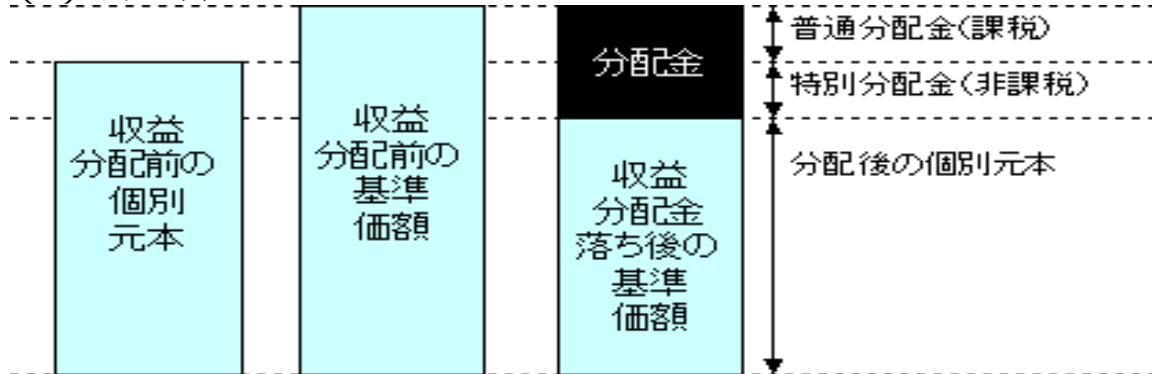 収益
分配前の
個別
元本
収益
分配前の
基準
価額
分配金
収益
分配金
落ち後の
基準
価額
普通分配金(課税)
特別分配金(非課税)
分配後の個別元本